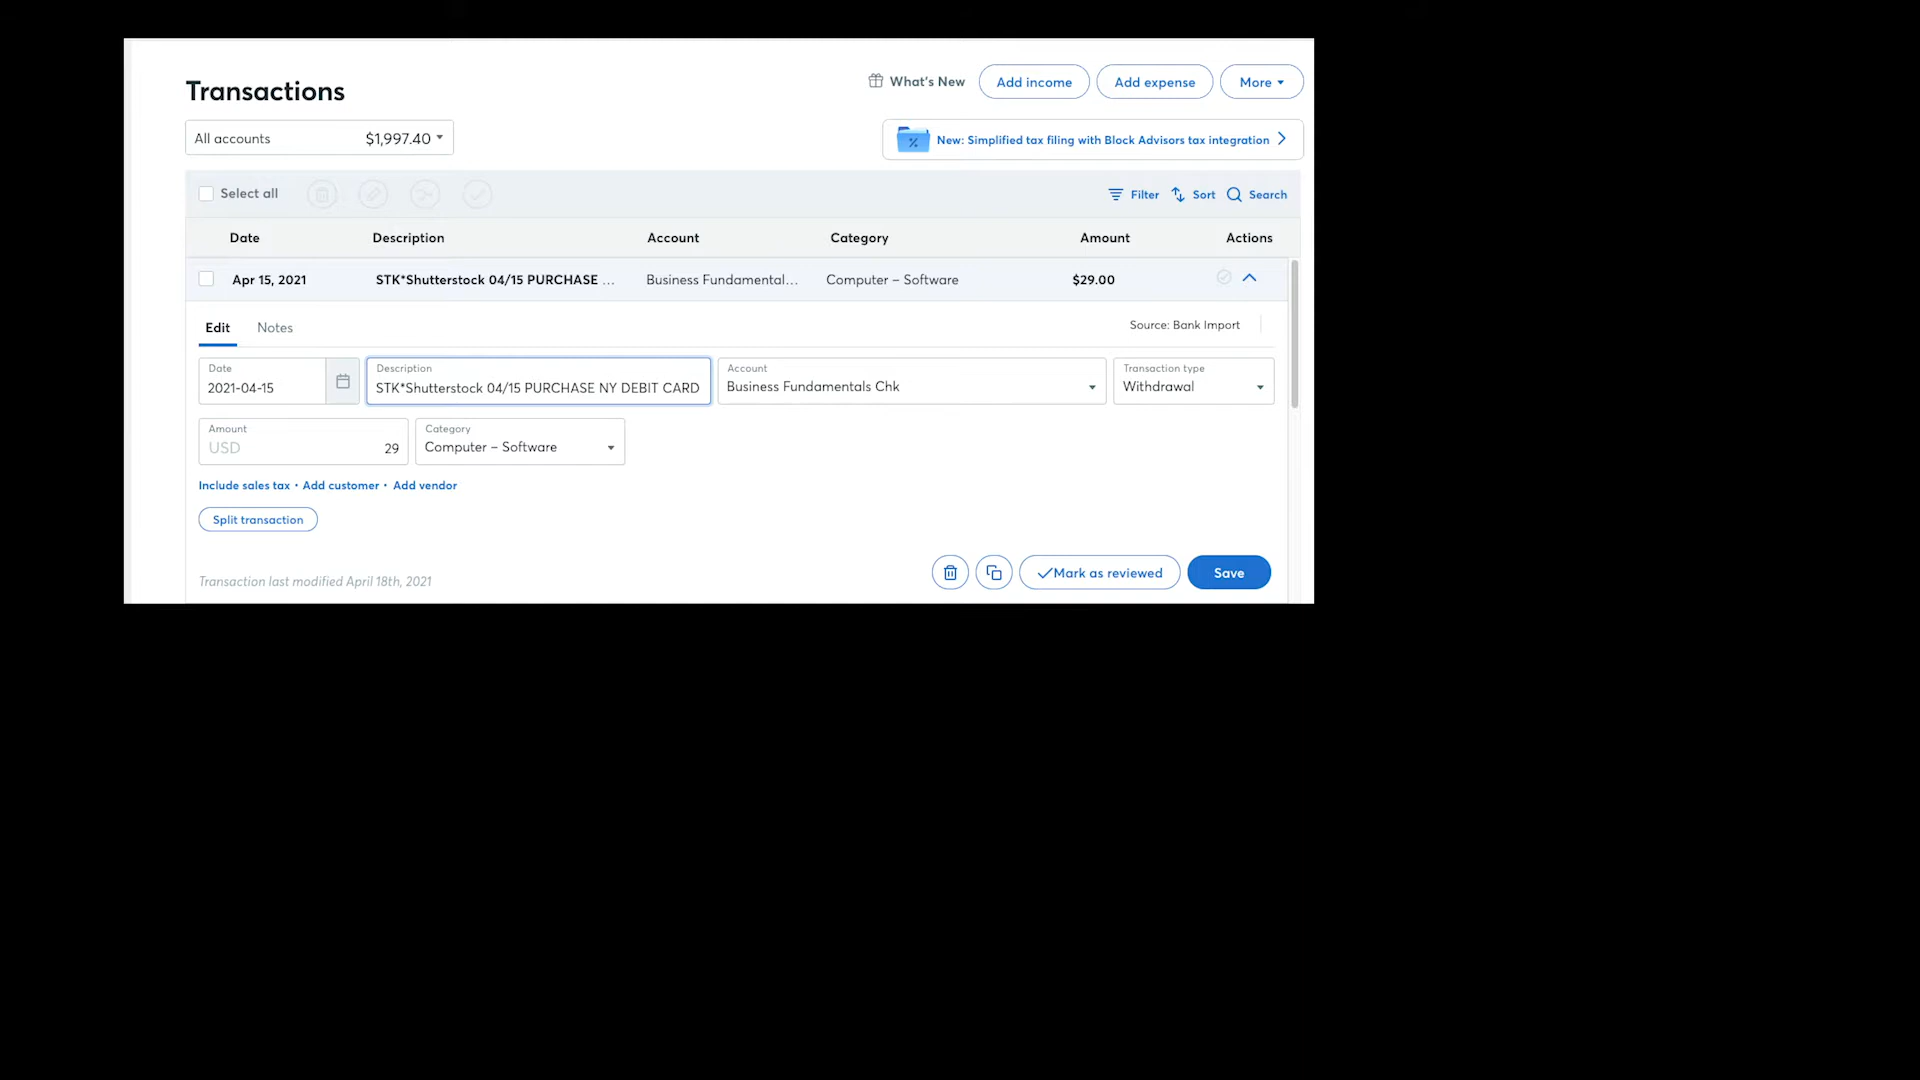 Transactions
What's New
Add income
Add expense
More
All accounts $1,997.40
New: Simplified tax filing with Block Advisors tax integration
Select all
Filter
Sort
Search
Date Description Account Category Amount Actions
Apr 15, 2021 STK*Shutterstock 04/15 PURCHASE ... Business Fundamental... Computer – Software $29.00
Edit
Notes
Source: Bank Import
Date
2021-04-15
Description
STK*Shutterstock 04/15 PURCHASE NY DEBIT CARD
Account
Business Fundamentals Chk
Transaction type
Withdrawal
Amount
USD 29
Category
Computer – Software
Include sales tax • Add customer • Add vendor
Split transaction
Transaction last modified April 18th, 2021
Mark as reviewed
Save